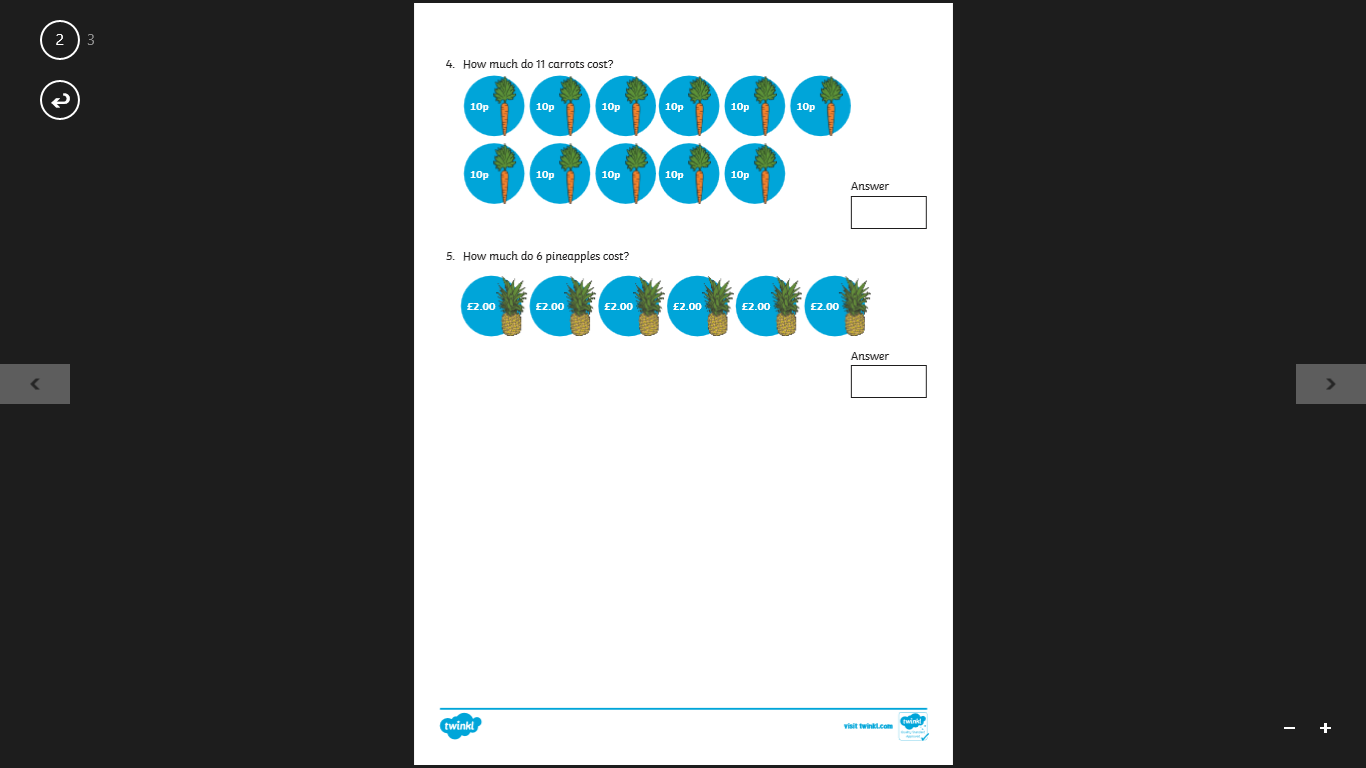 2 3
4. How much do 11 carrots cost?
10p 10p 10p 10p 10p 10p
10p 10p 10p 10p 10p
Answer
5. How much do 6 pineapples cost?
£2.00 £2.00 £2.00 £2.00 £2.00 £2.00
Answer
twinkl
visit twinkl.com
twinkl